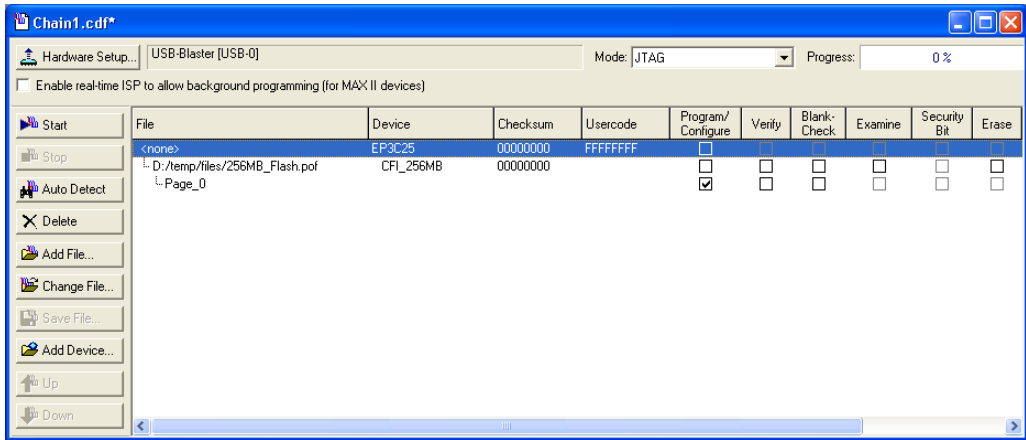 Chain1.cdf*
Hardware Setup... USB-Blaster [USB-0] Mode: JTAG Progress: 0 %
Enable real-time ISP to allow background programming (for MAX II devices)
Start
Stop
Auto Detect
Delete
Add File...
Change File...
Save File...
Add Device...
Up
Down
File Device Checksum Usercode Program/ Configure Verify Blank- Check Examine Security Bit Erase
<none> EP3C25 00000000 FFFFFFFF
D:/temp/files/256MB_Flash.pof CFI_256MB 00000000
Page_0